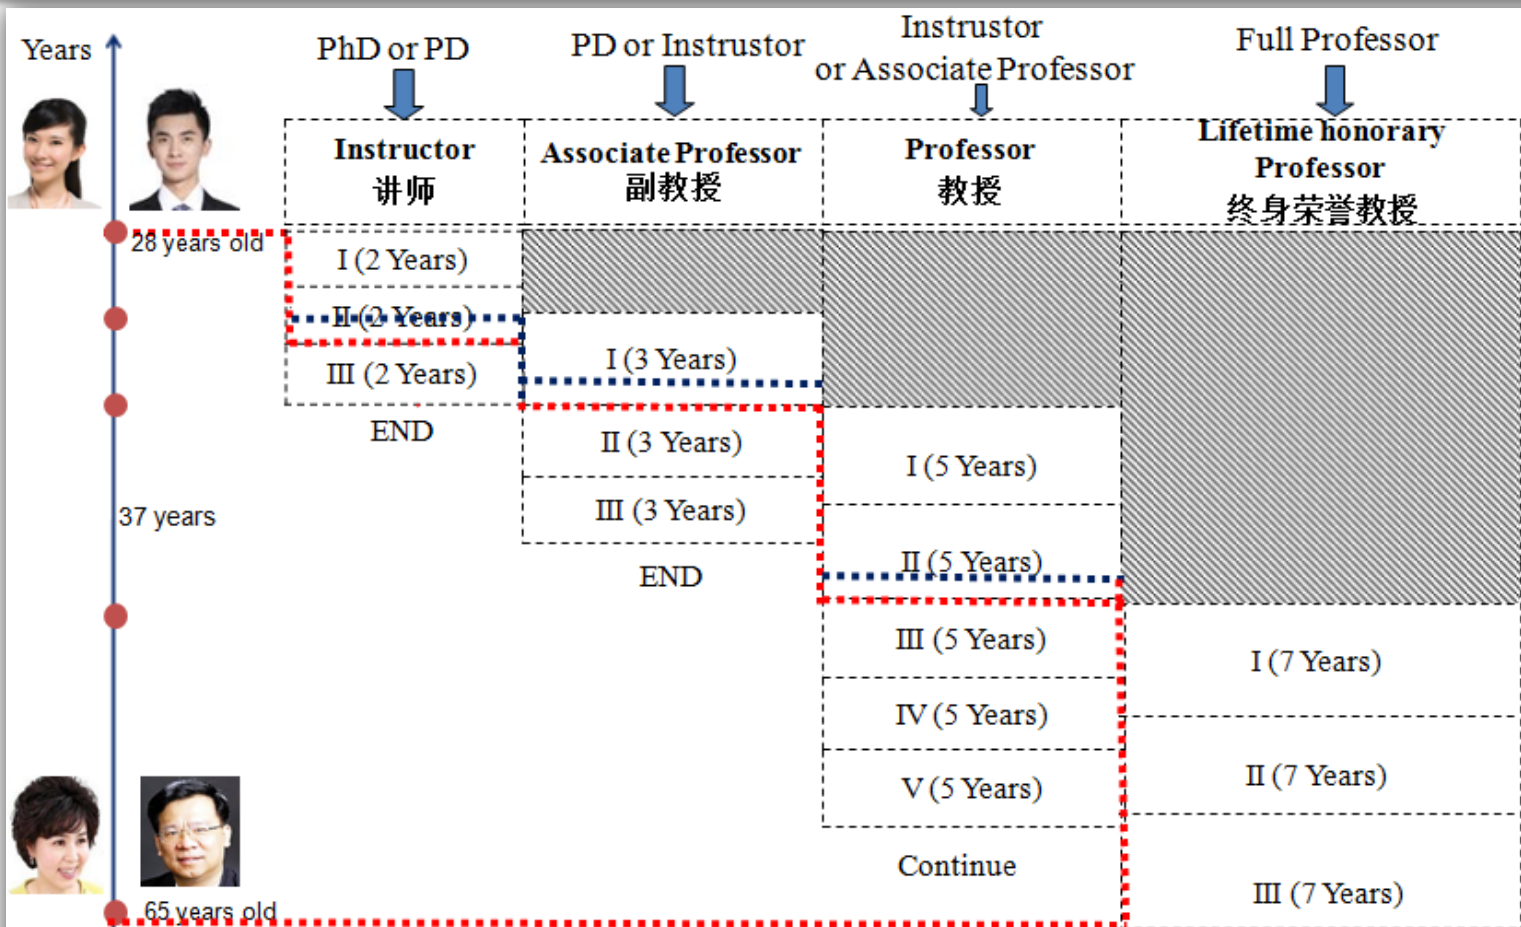 Years
PhD or PD
PD or Instrustor
Instrustor
or Associate Professor
Full Professor
Instructor
讲师
Associate Professor
副教授
Professor
教授
Lifetime honorary
Professor
终身荣誉教授
28 years old
I (2 Years)
II (2 Years)
III (2 Years)
END
I (3 Years)
II (3 Years)
III (3 Years)
END
I (5 Years)
II (5 Years)
III (5 Years)
IV (5 Years)
V (5 Years)
Continue
I (7 Years)
II (7 Years)
III (7 Years)
37 years
65 years old